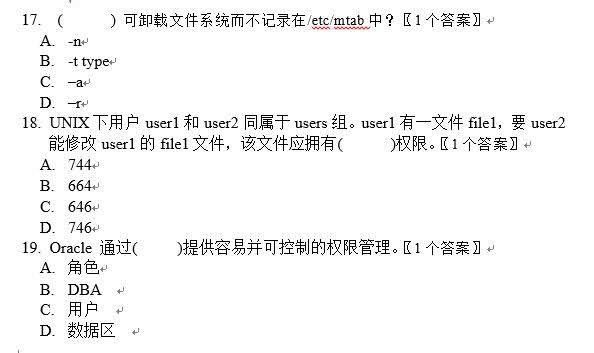 17. (　　) 可卸载文件系统而不记录在/etc/mtab 中？〖1 个答案〗
A. -n
B. -t type
C. –a
D. –r
18. UNIX 下用户 user1 和 user2 同属于 users 组。user1 有一文件 file1，要 user2
能修改 user1 的 file1 文件，该文件应拥有(　　)权限。〖1 个答案〗
A. 744
B. 664
C. 646
D. 746
19. Oracle 通过(　　)提供容易并可控制的权限管理。〖1 个答案〗
A. 角色
B. DBA
C. 用户
D. 数据区